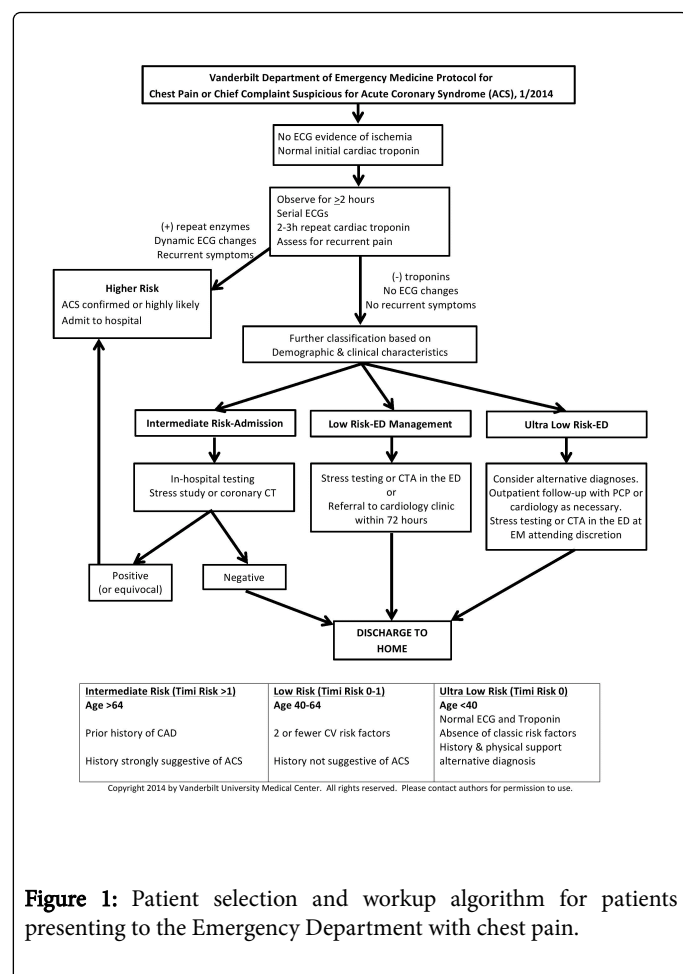 Vanderbilt Department of Emergency Medicine Protocol for
Chest Pain or Chief Complaint Suspicious for Acute Coronary Syndrome (ACS), 1/2014
No ECG evidence of ischemia
Normal initial cardiac troponin
Observe for ≥2 hours
Serial ECGs
2-3h repeat cardiac troponin
Assess for recurrent pain
(+) repeat enzymes
Dynamic ECG changes
Recurrent symptoms
Higher Risk
ACS confirmed or highly likely
Admit to hospital
(-) troponins
No ECG changes
No recurrent symptoms
Further classification based on
Demographic & clinical characteristics
Intermediate Risk-Admission
Low Risk-ED Management
Ultra Low Risk-ED
In-hospital testing
Stress study or coronary CT
Stress testing or CTA in the ED
or
Referral to cardiology clinic
within 72 hours
Consider alternative diagnoses.
Outpatient follow-up with PCP or
cardiology as necessary.
Stress testing or CTA in the ED at
EM attending discretion
Positive
(or equivocal)
Negative
DISCHARGE TO
HOME
Intermediate Risk (Timi Risk >1)
Age >64
Prior history of CAD
History strongly suggestive of ACS
Low Risk (Timi Risk 0-1)
Age 40-64
2 or fewer CV risk factors
History not suggestive of ACS
Ultra Low Risk (Timi Risk 0)
Age <40
Normal ECG and Troponin
Absence of classic risk factors
History & physical support
alternative diagnosis
Copyright 2014 by Vanderbilt University Medical Center. All rights reserved. Please contact authors for permission to use.
Figure 1: Patient selection and workup algorithm for patients
presenting to the Emergency Department with chest pain.